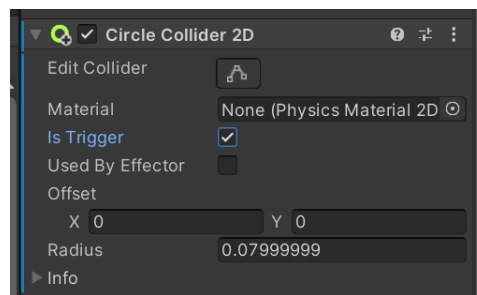 Circle Collider 2D
Edit Collider
Material None (Physics Material 2D
Is Trigger
Used By Effector
Offset
X 0 Y 0
Radius 0.07999999
Info